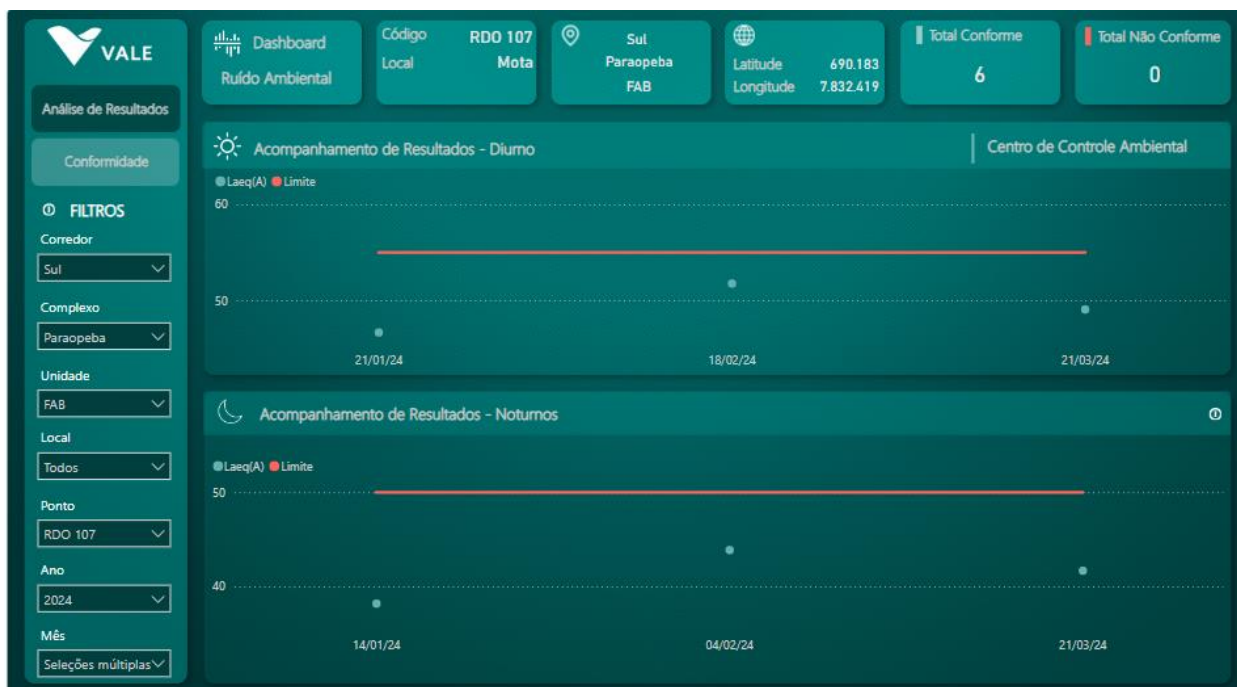 VALE
Análise de Resultados
Conformidade
FILTROS
Corredor
Sul
Complexo
Paraopeba
Unidade
FAB
Local
Todos
Ponto
RDO 107
Ano
2024
Mês
Seleções múltiplas
Dashboard
Ruído Ambiental
Código RDO 107
Local Mota
Sul
Paraopeba
FAB
Latitude 690.183
Longitude 7.832.419
Total Conforme
6
Total Não Conforme
0
Acompanhamento de Resultados - Diurno
Centro de Controle Ambiental
Laeq(A) Limite
60
50
21/01/24 18/02/24 21/03/24
Acompanhamento de Resultados - Noturnos
Laeq(A) Limite
50
40
14/01/24 04/02/24 21/03/24